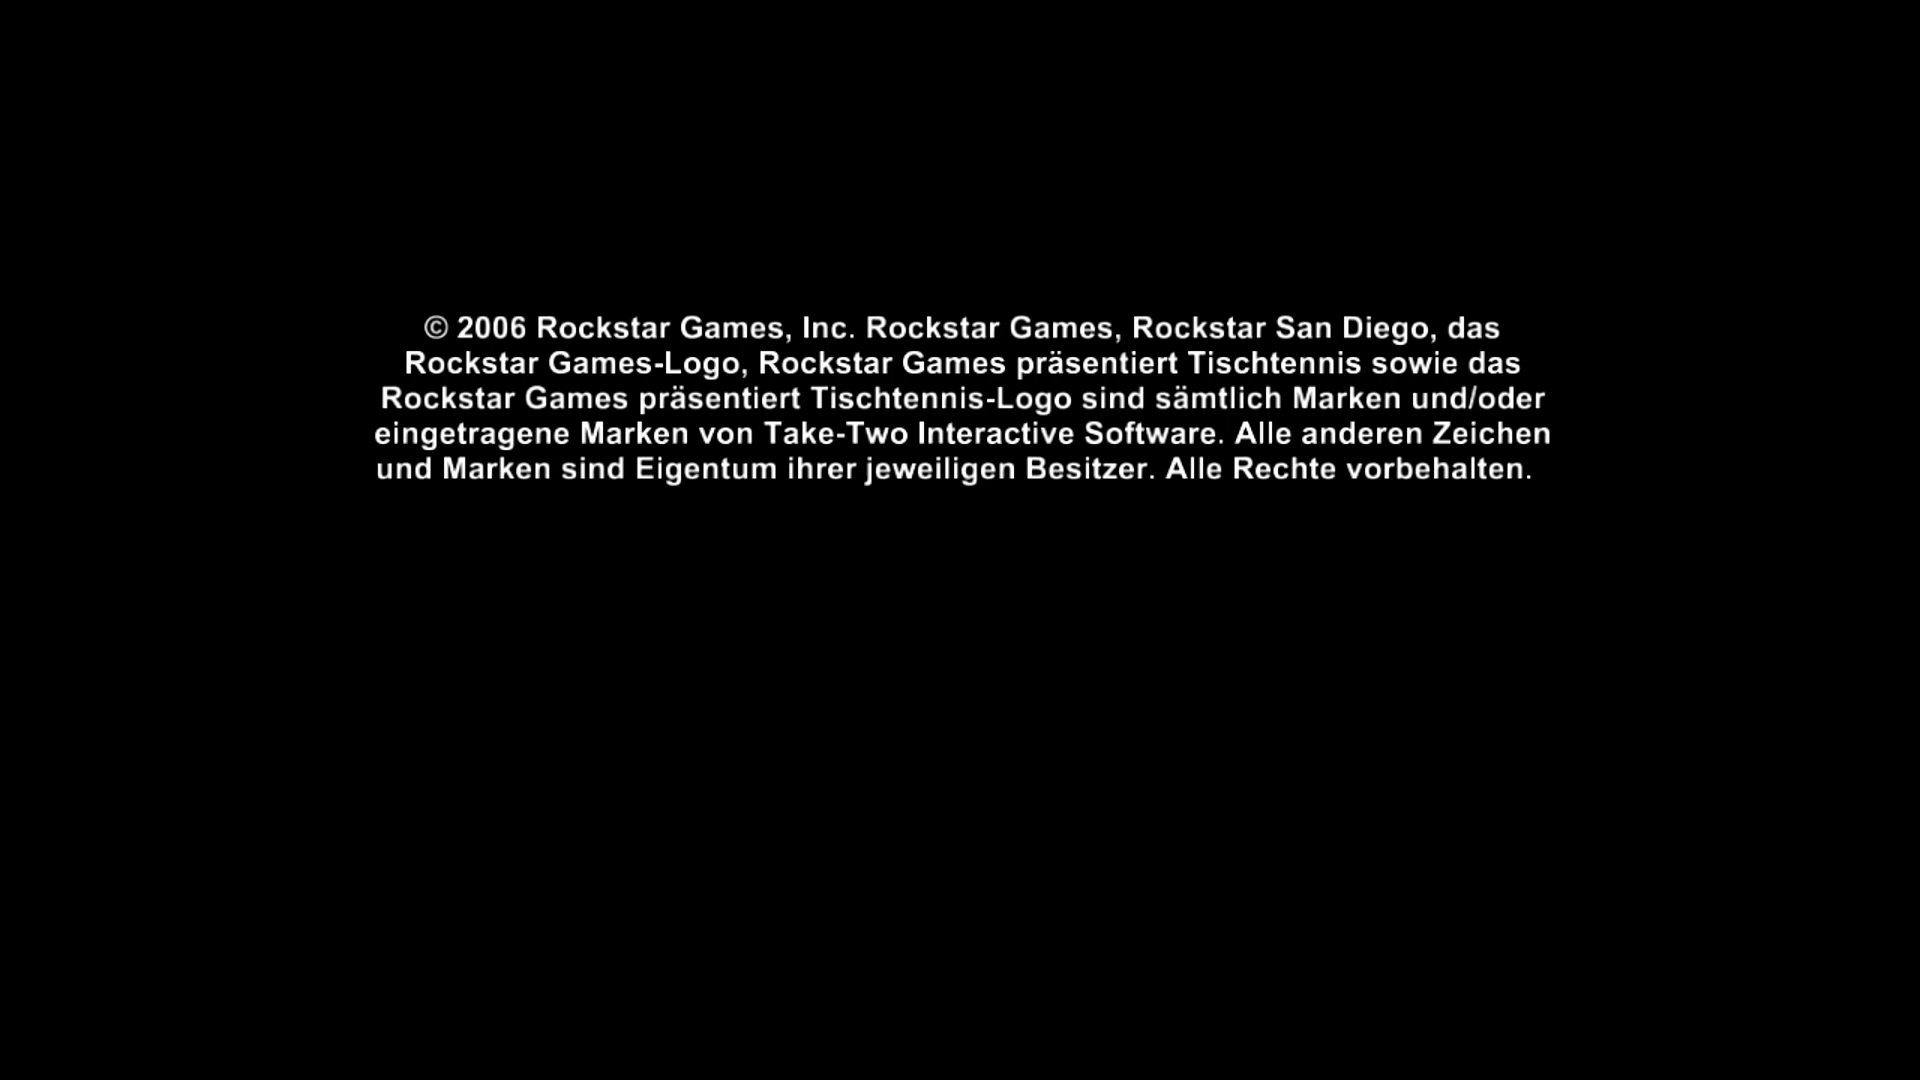 © 2006 Rockstar Games, Inc. Rockstar Games, Rockstar San Diego, das
Rockstar Games-Logo, Rockstar Games präsentiert Tischtennis sowie das
Rockstar Games präsentiert Tischtennis-Logo sind sämtlich Marken und/oder
eingetragene Marken von Take-Two Interactive Software. Alle anderen Zeichen
und Marken sind Eigentum ihrer jeweiligen Besitzer. Alle Rechte vorbehalten.